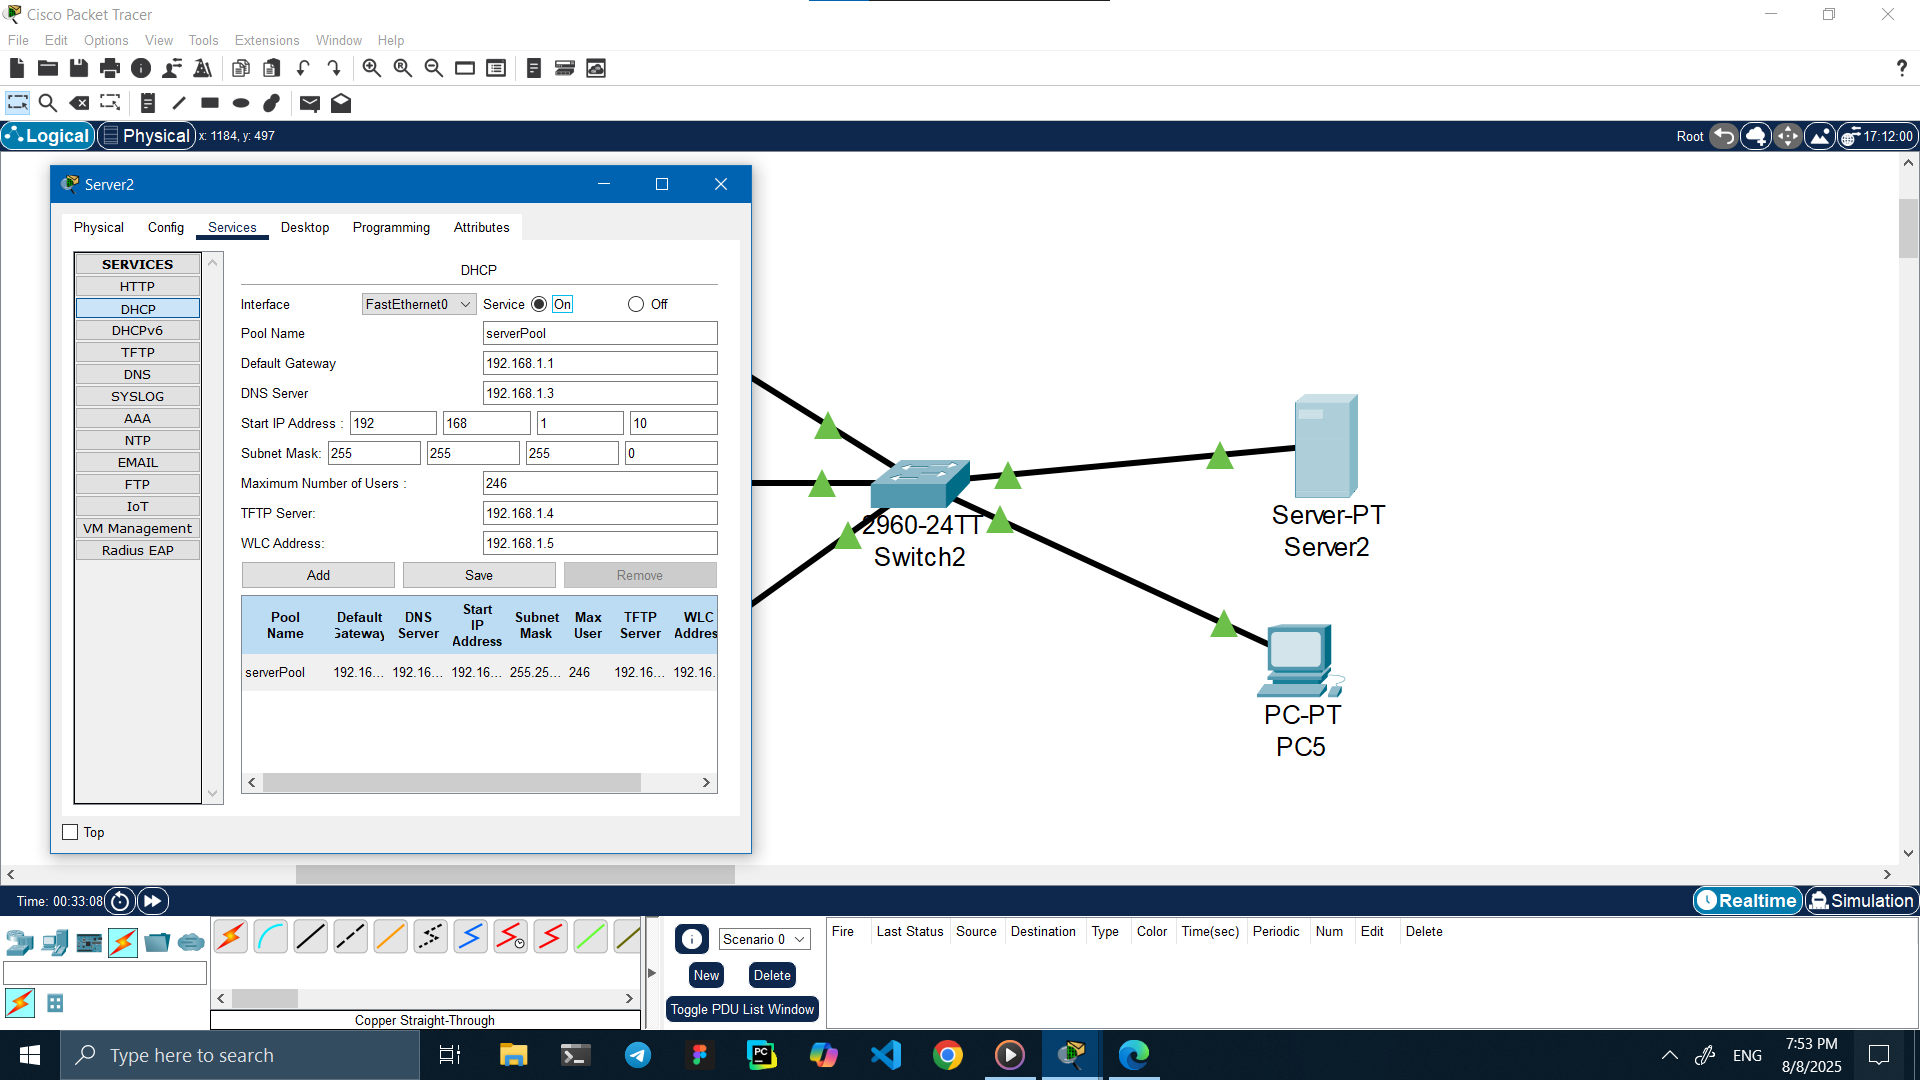 Cisco Packet Tracer
File Edit Options View Tools Extensions Window Help
?
Logical Physical x: 1184, y: 497 Root 17:12:00
Server2
Physical Config Services Desktop Programming Attributes
SERVICES
HTTP
DHCP
DHCPv6
TFTP
DNS
SYSLOG
AAA
NTP
EMAIL
FTP
IoT
VM Management
Radius EAP
DHCP
Interface FastEthernet0 Service On Off
Pool Name serverPool
Default Gateway 192.168.1.1
DNS Server 192.168.1.3
Start IP Address : 192 168 1 10
Subnet Mask: 255 255 255 0
Maximum Number of Users : 246
TFTP Server: 192.168.1.4
WLC Address: 192.168.1.5
Add Save Remove
Pool Name Default Gateway DNS Server Start IP Address Subnet Mask Max User TFTP Server WLC Addres
serverPool 192.16... 192.16... 192.16... 255.25... 246 192.16... 192.16.
Top
2960-24TT
Switch2
Server-PT
Server2
PC-PT
PC5
Time: 00:33:08 Realtime Simulation
Scenario 0
New Delete
Toggle PDU List Window
Fire Last Status Source Destination Type Color Time(sec) Periodic Num Edit Delete
Copper Straight-Through
Type here to search
PC
ENG
7:53 PM
8/8/2025